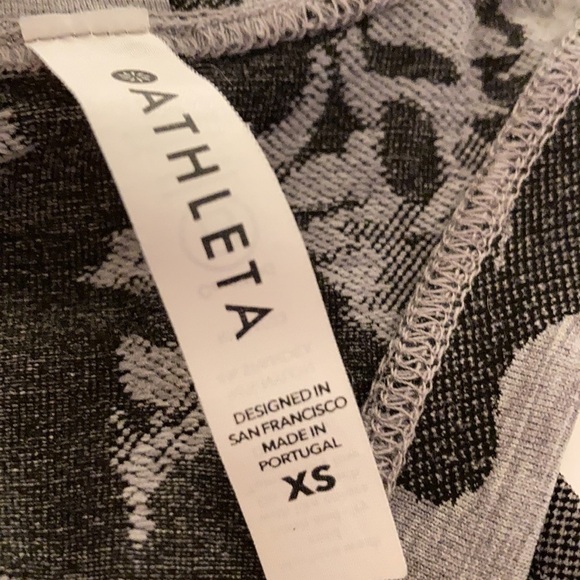 ATHLETA
DESIGNED IN
SAN FRANCISCO
MADE IN
PORTUGAL
XS